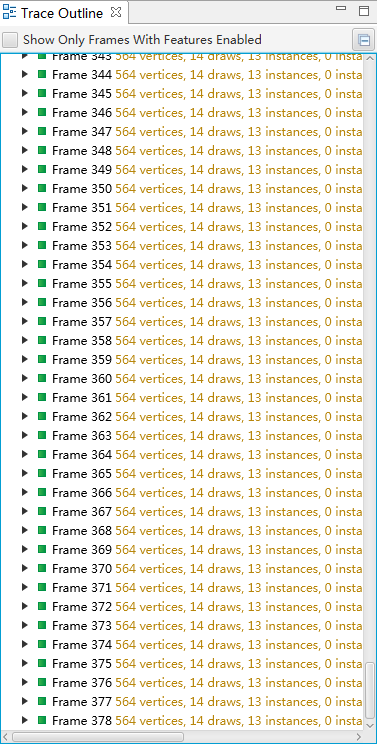 Trace Outline
Show Only Frames With Features Enabled
Frame 343 564 vertices, 14 draws, 13 instances, 0 insta
Frame 344 564 vertices, 14 draws, 13 instances, 0 insta
Frame 345 564 vertices, 14 draws, 13 instances, 0 insta
Frame 346 564 vertices, 14 draws, 13 instances, 0 insta
Frame 347 564 vertices, 14 draws, 13 instances, 0 insta
Frame 348 564 vertices, 14 draws, 13 instances, 0 insta
Frame 349 564 vertices, 14 draws, 13 instances, 0 insta
Frame 350 564 vertices, 14 draws, 13 instances, 0 insta
Frame 351 564 vertices, 14 draws, 13 instances, 0 insta
Frame 352 564 vertices, 14 draws, 13 instances, 0 insta
Frame 353 564 vertices, 14 draws, 13 instances, 0 insta
Frame 354 564 vertices, 14 draws, 13 instances, 0 insta
Frame 355 564 vertices, 14 draws, 13 instances, 0 insta
Frame 356 564 vertices, 14 draws, 13 instances, 0 insta
Frame 357 564 vertices, 14 draws, 13 instances, 0 insta
Frame 358 564 vertices, 14 draws, 13 instances, 0 insta
Frame 359 564 vertices, 14 draws, 13 instances, 0 insta
Frame 360 564 vertices, 14 draws, 13 instances, 0 insta
Frame 361 564 vertices, 14 draws, 13 instances, 0 insta
Frame 362 564 vertices, 14 draws, 13 instances, 0 insta
Frame 363 564 vertices, 14 draws, 13 instances, 0 insta
Frame 364 564 vertices, 14 draws, 13 instances, 0 insta
Frame 365 564 vertices, 14 draws, 13 instances, 0 insta
Frame 366 564 vertices, 14 draws, 13 instances, 0 insta
Frame 367 564 vertices, 14 draws, 13 instances, 0 insta
Frame 368 564 vertices, 14 draws, 13 instances, 0 insta
Frame 369 564 vertices, 14 draws, 13 instances, 0 insta
Frame 370 564 vertices, 14 draws, 13 instances, 0 insta
Frame 371 564 vertices, 14 draws, 13 instances, 0 insta
Frame 372 564 vertices, 14 draws, 13 instances, 0 insta
Frame 373 564 vertices, 14 draws, 13 instances, 0 insta
Frame 374 564 vertices, 14 draws, 13 instances, 0 insta
Frame 375 564 vertices, 14 draws, 13 instances, 0 insta
Frame 376 564 vertices, 14 draws, 13 instances, 0 insta
Frame 377 564 vertices, 14 draws, 13 instances, 0 insta
Frame 378 564 vertices, 14 draws, 13 instances, 0 insta